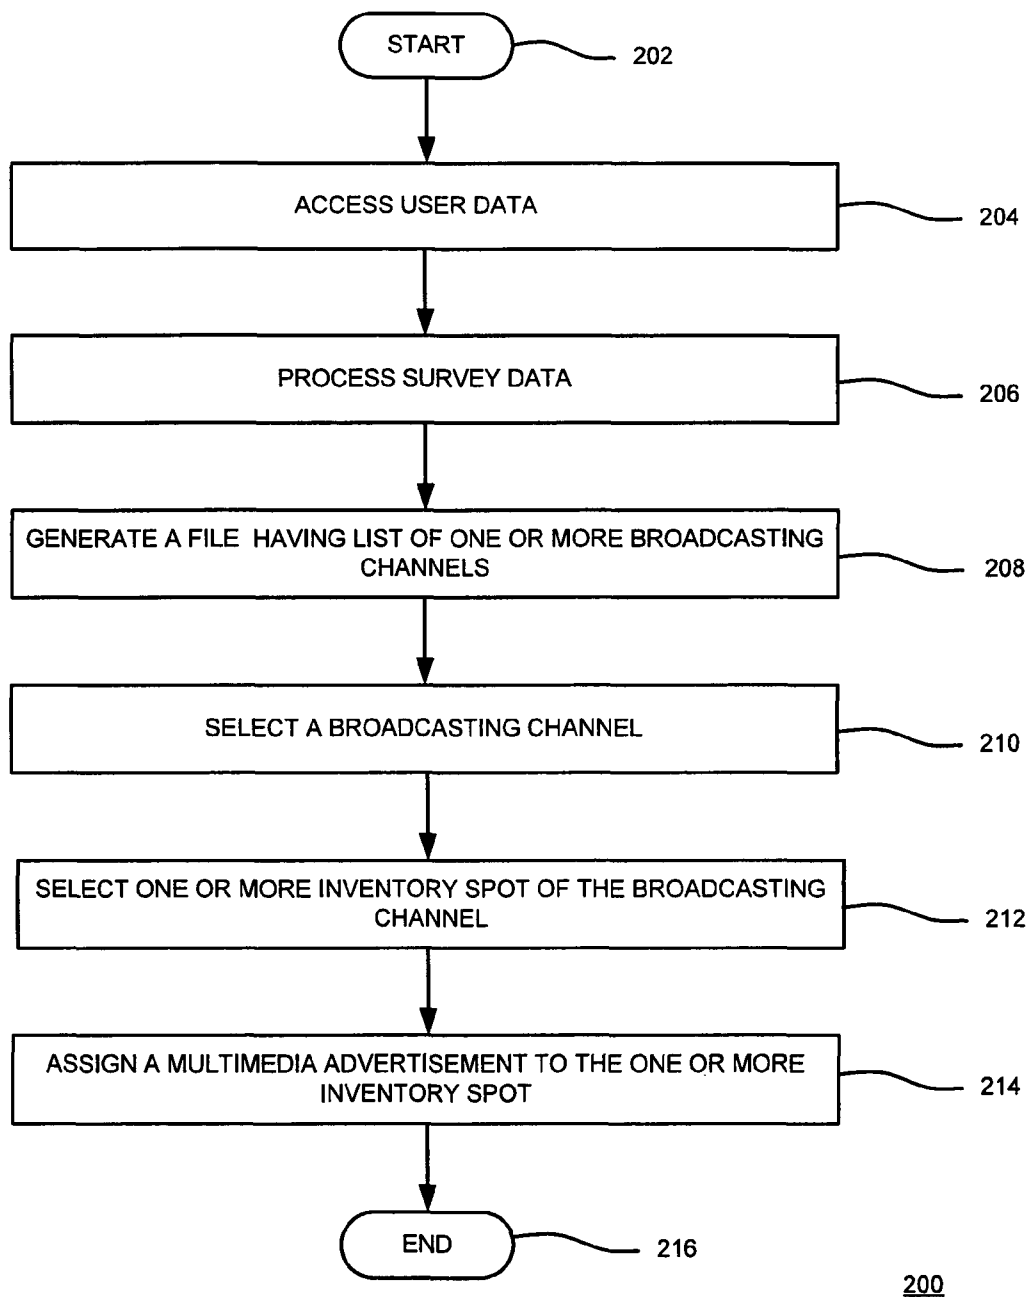 START
202
ACCESS USER DATA
204
PROCESS SURVEY DATA
206
GENERATE A FILE HAVING LIST OF ONE OR MORE BROADCASTING
CHANNELS
208
SELECT A BROADCASTING CHANNEL
210
SELECT ONE OR MORE INVENTORY SPOT OF THE BROADCASTING
CHANNEL
212
ASSIGN A MULTIMEDIA ADVERTISEMENT TO THE ONE OR MORE
INVENTORY SPOT
214
END
216
200